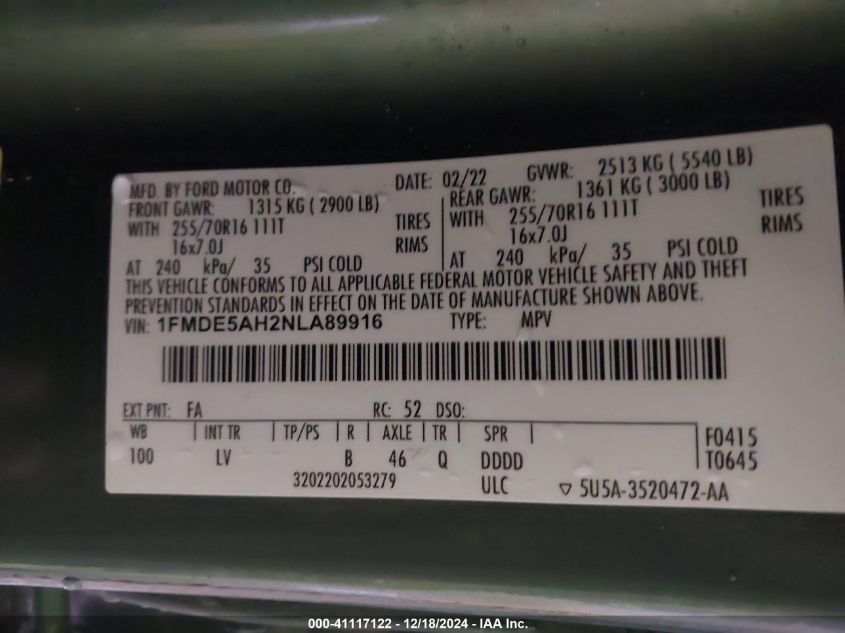 MFD. BY FORD MOTOR CO. DATE: 02/22 GVWR: 2513 KG ( 5540 LB)
FRONT GAWR: 1315 KG ( 2900 LB) REAR GAWR: 1361 KG ( 3000 LB)
WITH 255/70R16 111T TIRES WITH 255/70R16 111T TIRES
16x7.0J RIMS 16x7.0J RIMS
AT 240 kPa/ 35 PSI COLD AT 240 kPa/ 35 PSI COLD
THIS VEHICLE CONFORMS TO ALL APPLICABLE FEDERAL MOTOR VEHICLE SAFETY AND THEFT
PREVENTION STANDARDS IN EFFECT ON THE DATE OF MANUFACTURE SHOWN ABOVE.
VIN: 1FMDE5AH2NLA89916 TYPE: MPV
EXT PNT: FA RC: 52 DSO:
WB INT TR TP/PS R AXLE TR SPR F0415
100 LV B 46 Q DDDD T0645
3202202053279 ULC ▽ 5U5A-3520472-AA
000-41117122 - 12/18/2024 - IAA Inc.